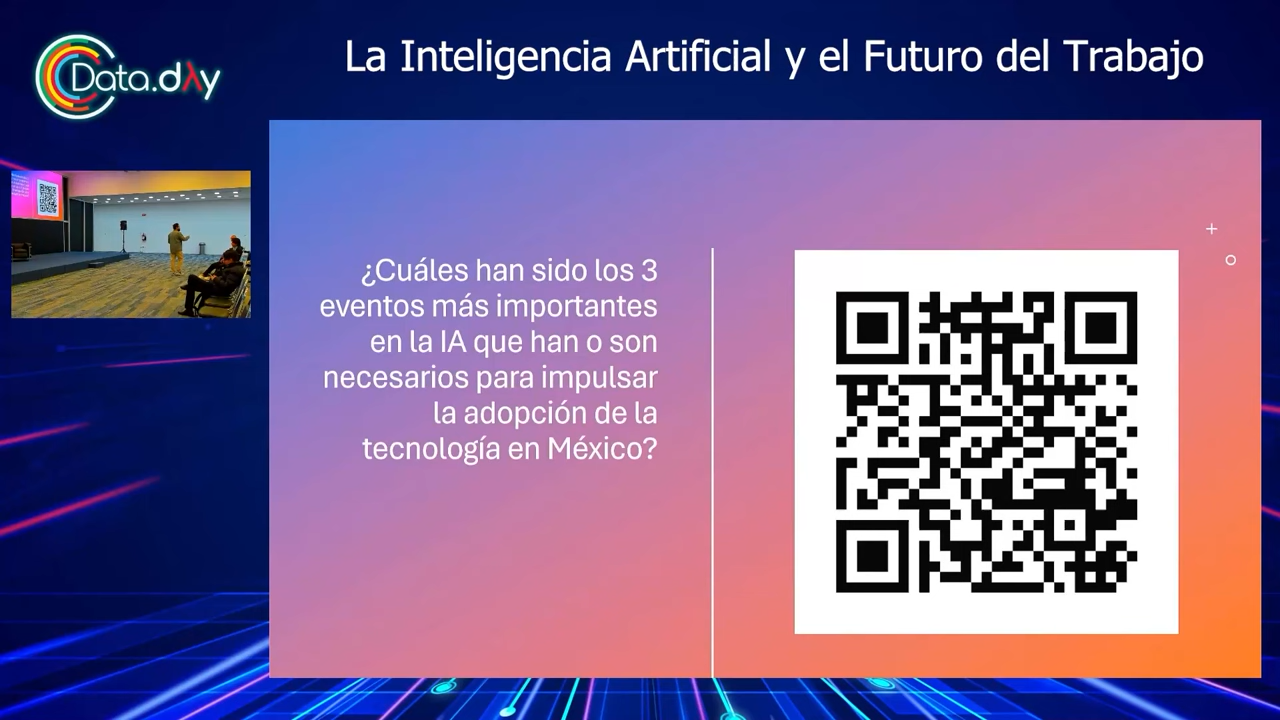 Data.dλy
La Inteligencia Artificial y el Futuro del Trabajo
¿Cuáles han sido los 3
eventos más importantes
en la IA que han o son
necesarios para impulsar
la adopción de la
tecnología en México?